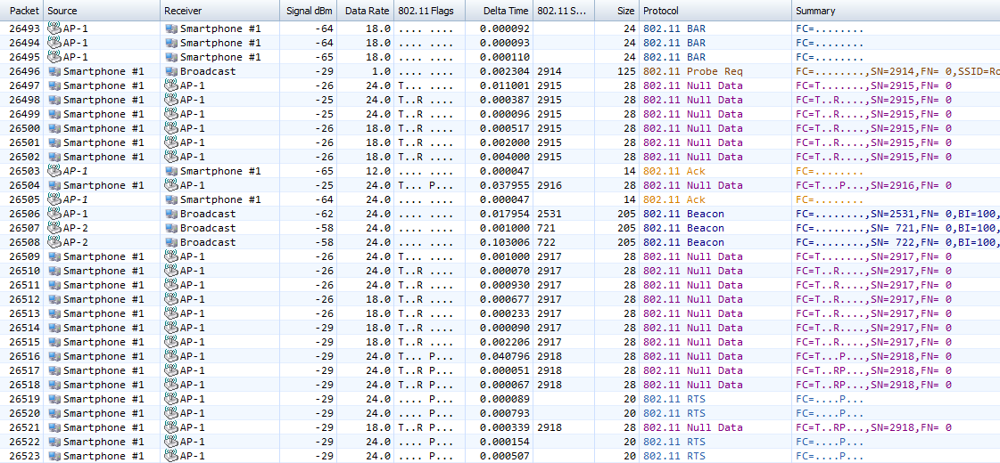 Packet Source Receiver Signal dBm Data Rate 802.11 Flags Delta Time 802.11 S... Size Protocol Summary
26493 AP-1 Smartphone #1 -64 18.0 .... .... 0.000092 24 802.11 BAR FC=........
26494 AP-1 Smartphone #1 -64 18.0 .... .... 0.000093 24 802.11 BAR FC=........
26495 AP-1 Smartphone #1 -65 18.0 .... .... 0.000110 24 802.11 BAR FC=........
26496 Smartphone #1 Broadcast -29 1.0 .... .... 0.002304 2914 125 802.11 Probe Req FC=........,SN=2914,FN= 0,SSID=Ro
26497 Smartphone #1 AP-1 -26 24.0 T... .... 0.011001 2915 28 802.11 Null Data FC=T.......,SN=2915,FN= 0
26498 Smartphone #1 AP-1 -25 24.0 T..R .... 0.000387 2915 28 802.11 Null Data FC=T..R....,SN=2915,FN= 0
26499 Smartphone #1 AP-1 -25 24.0 T..R .... 0.000096 2915 28 802.11 Null Data FC=T..R....,SN=2915,FN= 0
26500 Smartphone #1 AP-1 -26 18.0 T..R .... 0.000517 2915 28 802.11 Null Data FC=T..R....,SN=2915,FN= 0
26501 Smartphone #1 AP-1 -26 18.0 T..R .... 0.002000 2915 28 802.11 Null Data FC=T..R....,SN=2915,FN= 0
26502 Smartphone #1 AP-1 -26 18.0 T..R .... 0.004000 2915 28 802.11 Null Data FC=T..R....,SN=2915,FN= 0
26503 AP-1 Smartphone #1 -65 12.0 .... .... 0.000047 14 802.11 Ack FC=........
26504 Smartphone #1 AP-1 -25 24.0 T... P... 0.037955 2916 28 802.11 Null Data FC=T...P...,SN=2916,FN= 0
26505 AP-1 Smartphone #1 -64 24.0 .... .... 0.000047 14 802.11 Ack FC=........
26506 AP-1 Broadcast -62 24.0 .... .... 0.017954 2531 205 802.11 Beacon FC=........,SN=2531,FN= 0,BI=100,
26507 AP-2 Broadcast -58 24.0 .... .... 0.001000 721 205 802.11 Beacon FC=........,SN= 721,FN= 0,BI=100,
26508 AP-2 Broadcast -58 24.0 .... .... 0.103006 722 205 802.11 Beacon FC=........,SN= 722,FN= 0,BI=100,
26509 Smartphone #1 AP-1 -26 24.0 T... .... 0.001000 2917 28 802.11 Null Data FC=T.......,SN=2917,FN= 0
26510 Smartphone #1 AP-1 -26 24.0 T..R .... 0.000070 2917 28 802.11 Null Data FC=T..R....,SN=2917,FN= 0
26511 Smartphone #1 AP-1 -26 24.0 T..R .... 0.000930 2917 28 802.11 Null Data FC=T..R....,SN=2917,FN= 0
26512 Smartphone #1 AP-1 -26 18.0 T..R .... 0.000677 2917 28 802.11 Null Data FC=T..R....,SN=2917,FN= 0
26513 Smartphone #1 AP-1 -26 18.0 T..R .... 0.000233 2917 28 802.11 Null Data FC=T..R....,SN=2917,FN= 0
26514 Smartphone #1 AP-1 -29 18.0 T..R .... 0.000090 2917 28 802.11 Null Data FC=T..R....,SN=2917,FN= 0
26515 Smartphone #1 AP-1 -29 18.0 T..R .... 0.002206 2917 28 802.11 Null Data FC=T..R....,SN=2917,FN= 0
26516 Smartphone #1 AP-1 -29 24.0 T... P... 0.040796 2918 28 802.11 Null Data FC=T...P...,SN=2918,FN= 0
26517 Smartphone #1 AP-1 -29 24.0 T..R P... 0.000051 2918 28 802.11 Null Data FC=T..RP...,SN=2918,FN= 0
26518 Smartphone #1 AP-1 -29 24.0 T..R P... 0.000067 2918 28 802.11 Null Data FC=T..RP...,SN=2918,FN= 0
26519 Smartphone #1 AP-1 -29 24.0 .... P... 0.000089 20 802.11 RTS FC=....P...
26520 Smartphone #1 AP-1 -29 24.0 .... P... 0.000793 20 802.11 RTS FC=....P...
26521 Smartphone #1 AP-1 -29 18.0 T..R P... 0.000339 2918 28 802.11 Null Data FC=T..RP...,SN=2918,FN= 0
26522 Smartphone #1 AP-1 -29 24.0 .... P... 0.000154 20 802.11 RTS FC=....P...
26523 Smartphone #1 AP-1 -29 24.0 .... P... 0.000507 20 802.11 RTS FC=....P...